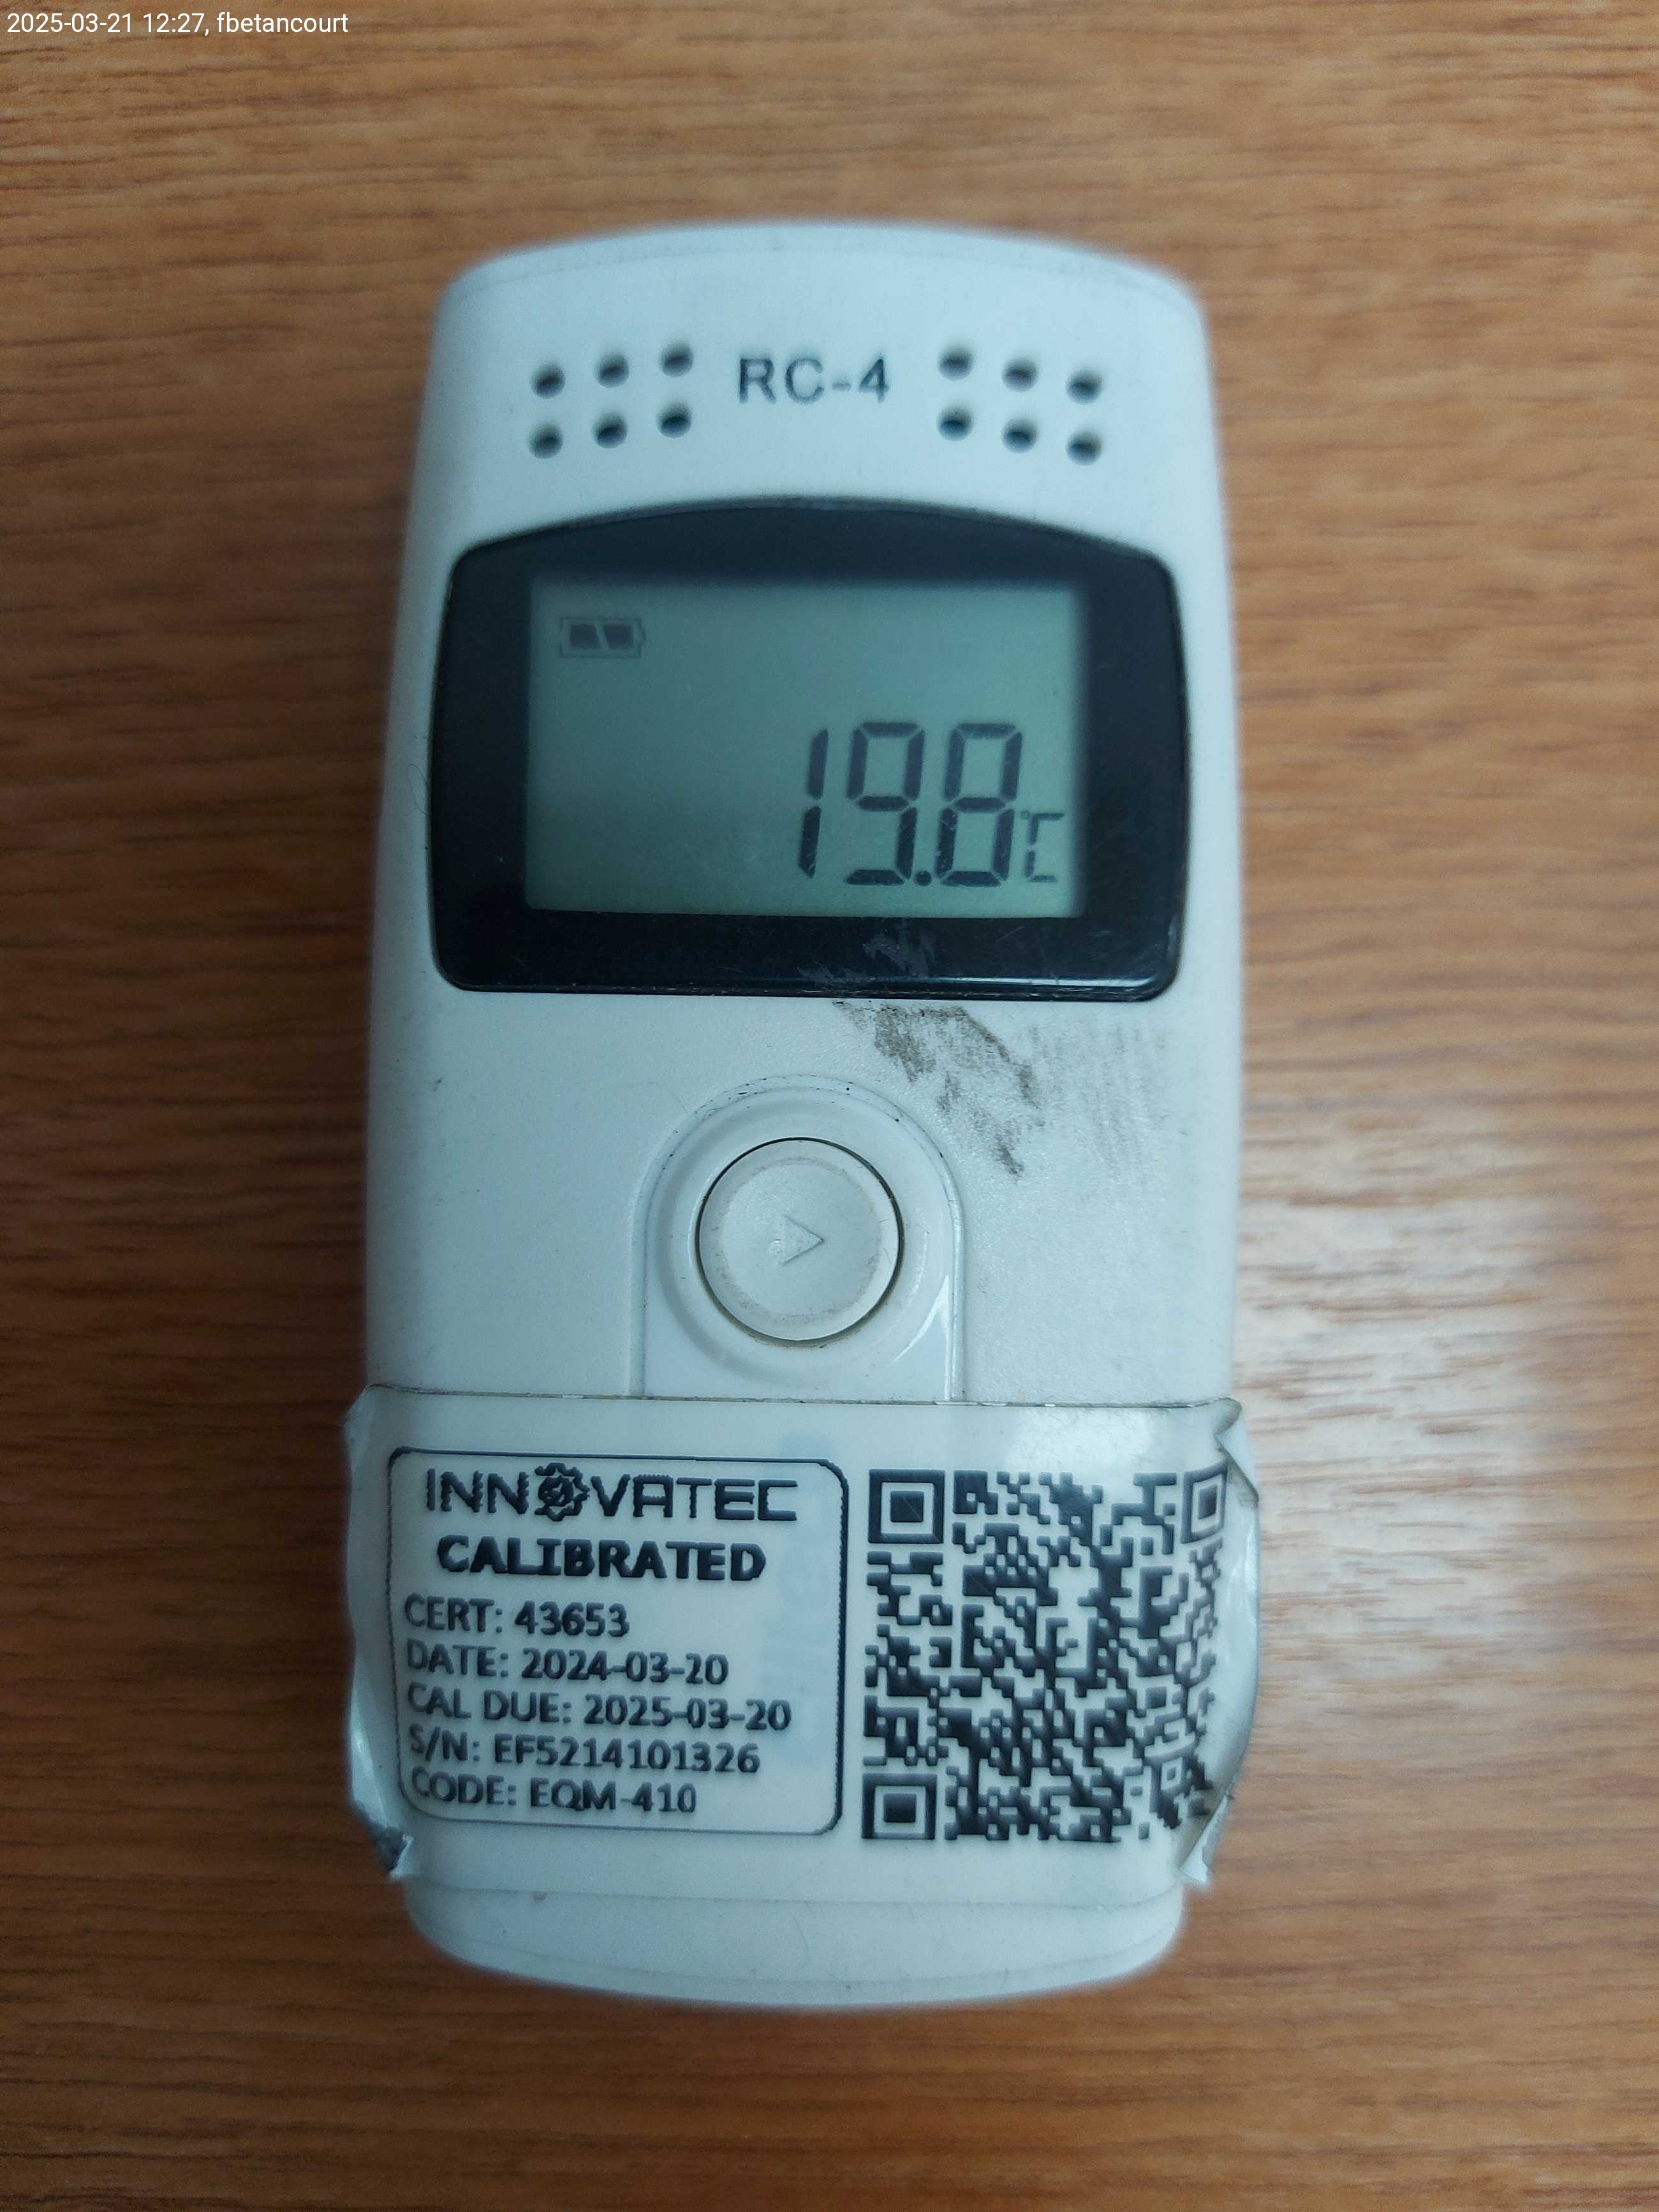 2025-03-21 12:27, fbetancourt
RC-4
19.8°C
INNOVATEC
CALIBRATED
CERT: 43653
DATE: 2024-03-20
CAL DUE: 2025-03-20
S/N: EF5214101326
CODE: EQM-410